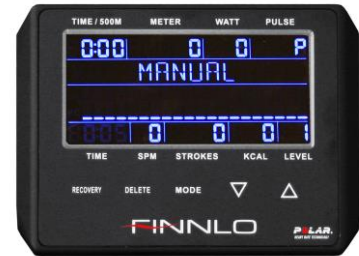 TIME / 500M METER WATT PULSE
0:00 0 0 P
MANUAL
0 0 0 1
TIME SPM STROKES KCAL LEVEL
RECOVERY DELETE MODE
FINNLO POLAR.